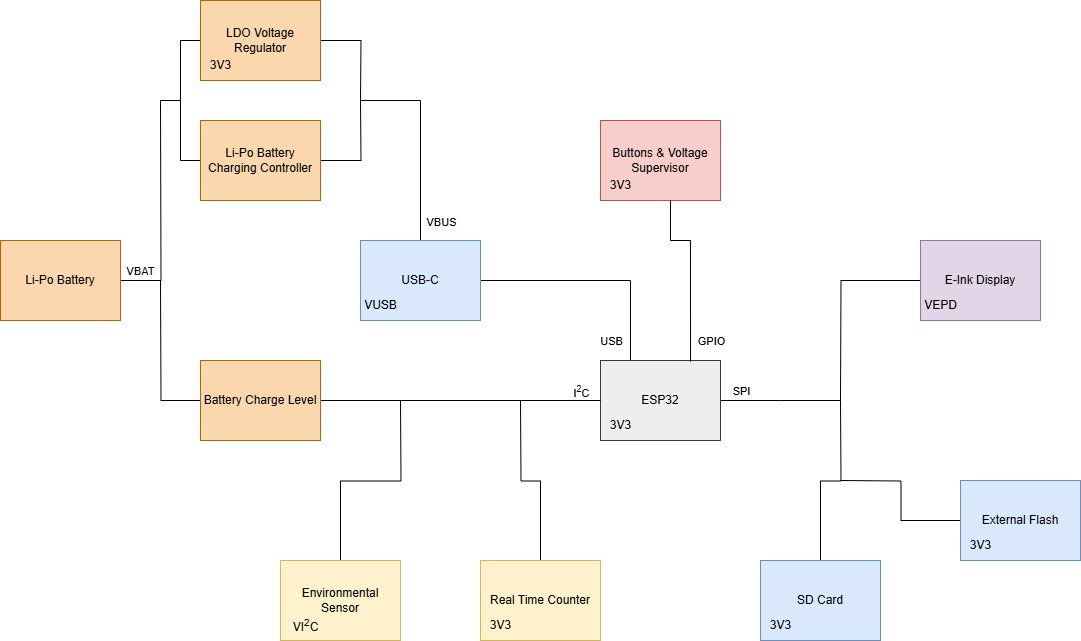 LDO Voltage
Regulator
3V3
Li-Po Battery
Charging Controller
Buttons & Voltage
Supervisor
3V3
VBUS
Li-Po Battery
VBAT
USB-C
VUSB
E-Ink Display
VEPD
USB
GPIO
Battery Charge Level
I²C
ESP32
3V3
SPI
External Flash
3V3
Environmental
Sensor
VI²C
Real Time Counter
3V3
SD Card
3V3